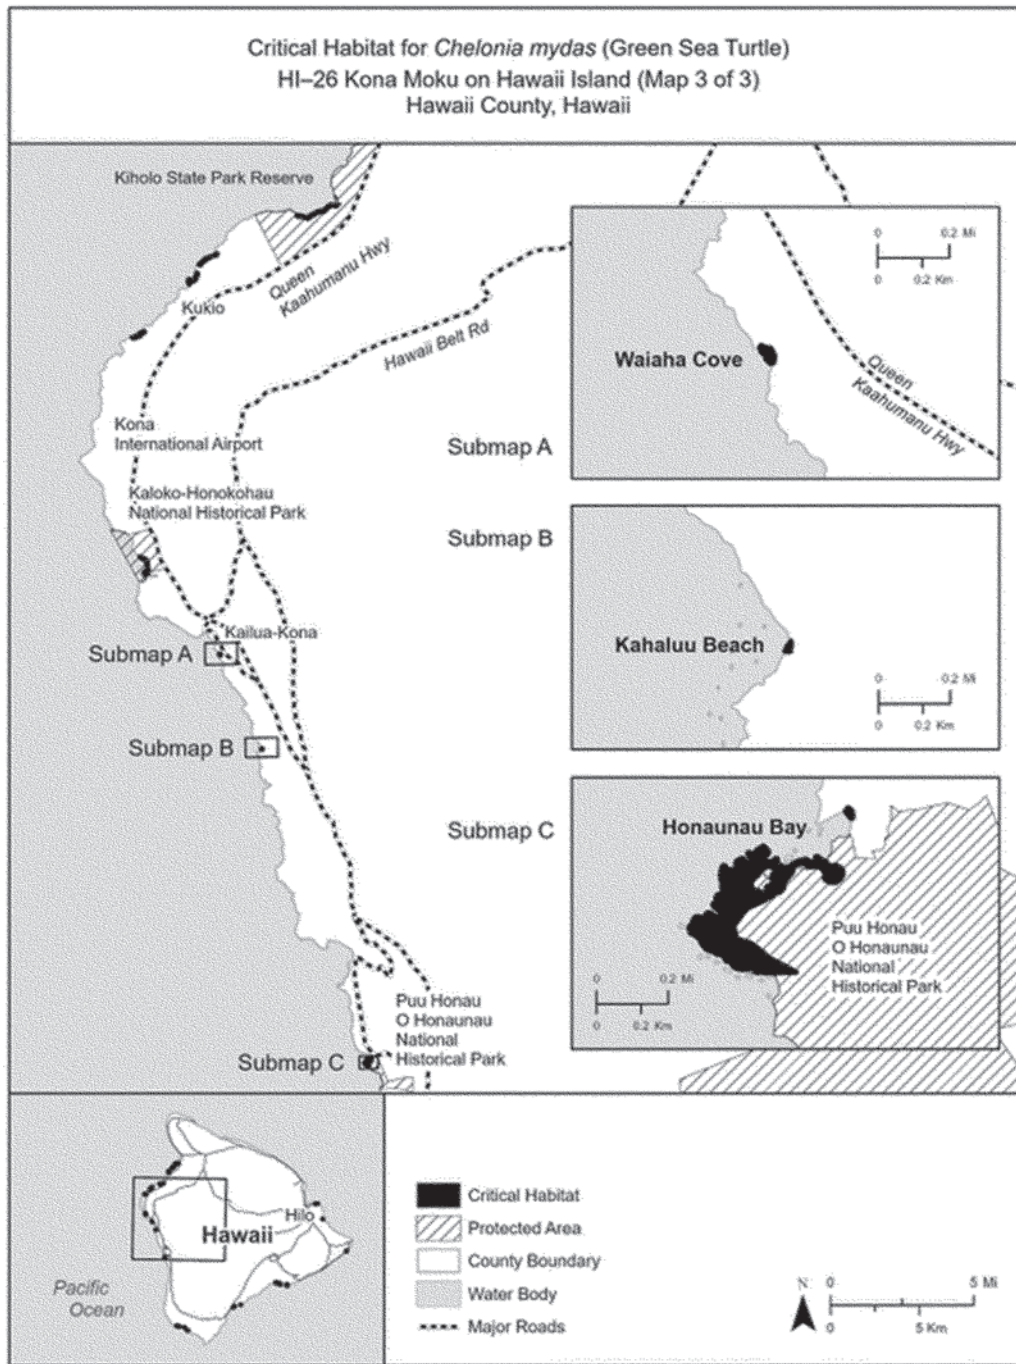 Critical Habitat for Chelonia mydas (Green Sea Turtle)
HI–26 Kona Moku on Hawaii Island (Map 3 of 3)
Hawaii County, Hawaii
Kiholo State Park Reserve
Queen
Kaahumanu Hwy
Kukio
Hawaii Belt Rd
Kona
International Airport
Kaloko-Honokohau
National Historical Park
Kailua-Kona
Submap A
Submap B
Submap C
Puu Honau
O Honaunau
National
Historical Park
Submap A
0 0.2 Mi
0 0.2 Km
Waiaha Cove
Queen
Kaahumanu Hwy
Submap B
Kahaluu Beach
0 0.2 Mi
0 0.2 Km
Submap C
Honaunau Bay
Puu Honau
O Honaunau
National
Historical Park
0 0.2 Mi
0 0.2 Km
Hilo
Hawaii
Pacific
Ocean
Critical Habitat
Protected Area
County Boundary
Water Body
Major Roads
N
0 5 Mi
0 5 Km